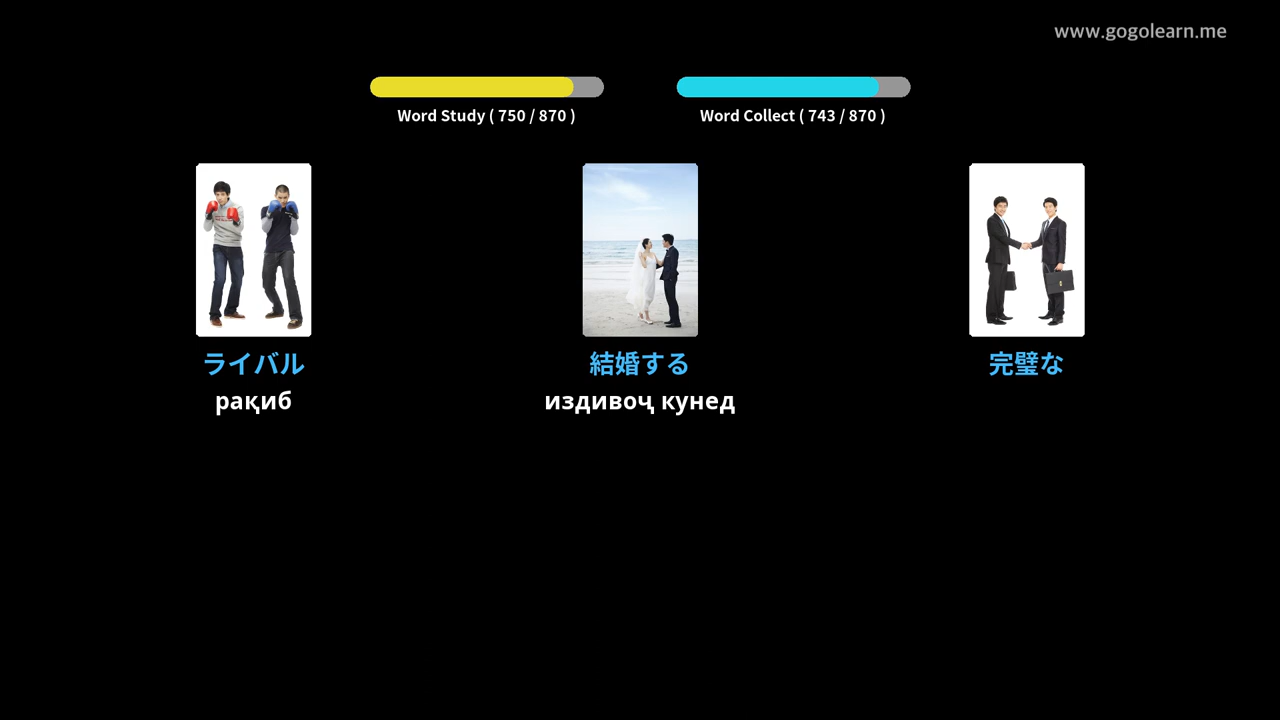 www.gogolearn.me
Word Study ( 750 / 870 )
Word Collect ( 743 / 870 )
ライバル
рақиб
結婚する
издивоҷ кунед
完璧な